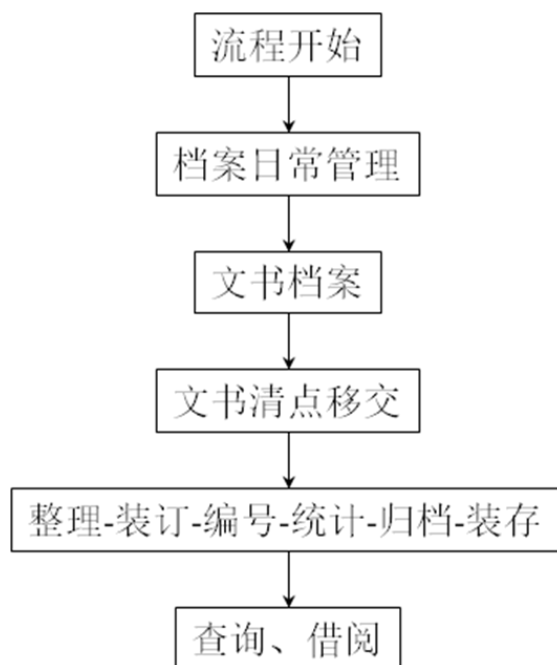 流程开始
档案日常管理
文书档案
文书清点移交
整理-装订-编号-统计-归档-装存
查询、借阅